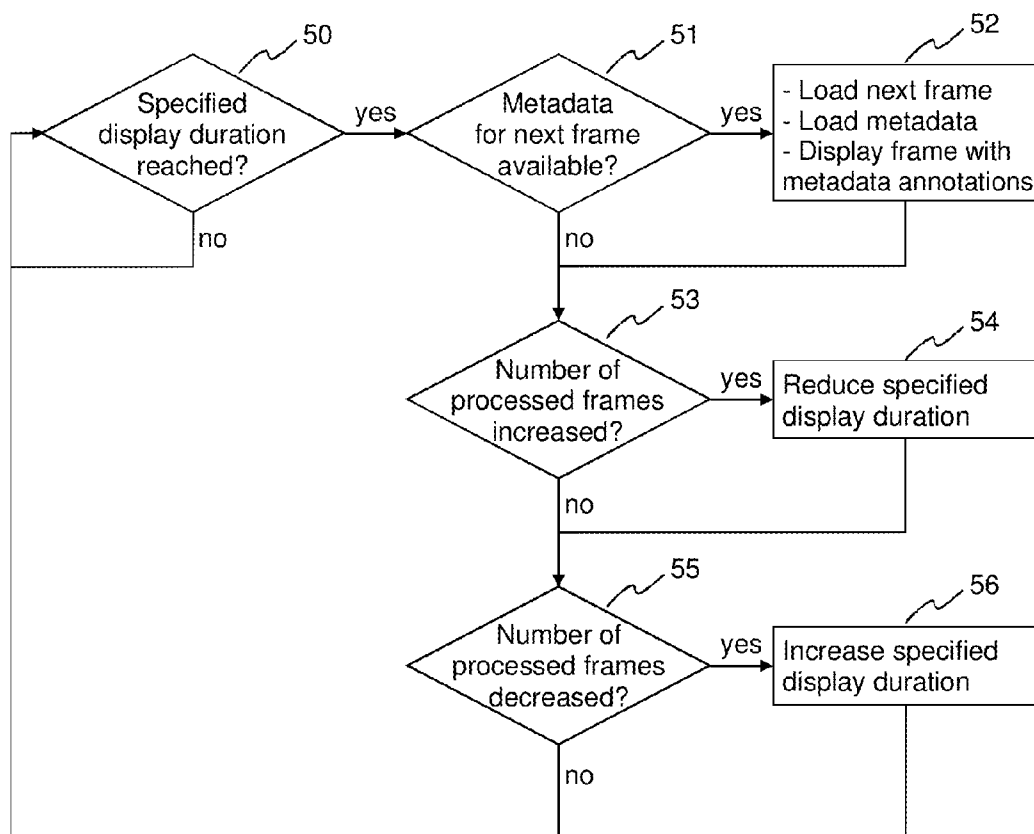 50
Specified
display duration
reached?
yes
no
51
Metadata
for next frame
available?
yes
no
52
- Load next frame
- Load metadata
- Display frame with
metadata annotations
53
Number of
processed frames
increased?
yes
no
54
Reduce specified
display duration
55
Number of
processed frames
decreased?
yes
no
56
Increase specified
display duration